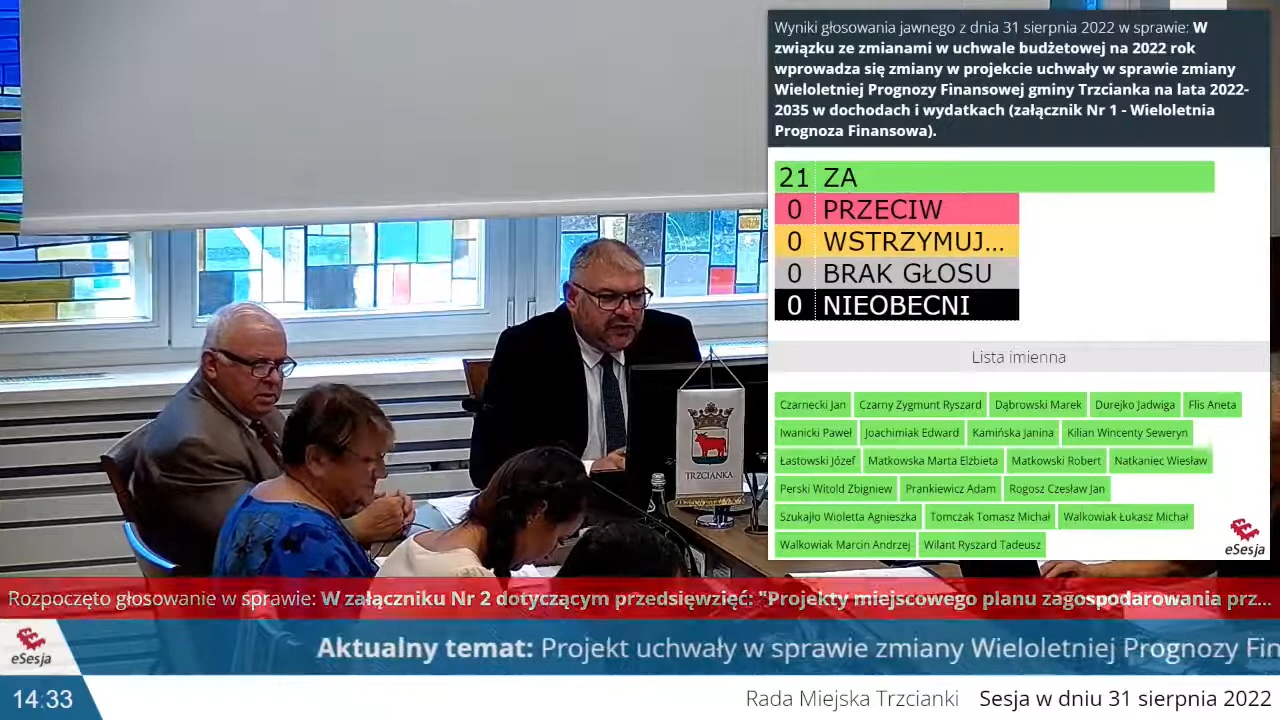 Wyniki głosowania jawnego z dnia 31 sierpnia 2022 w sprawie: W
związku ze zmianami w uchwale budżetowej na 2022 rok
wprowadza się zmiany w projekcie uchwały w sprawie zmiany
Wieloletniej Prognozy Finansowej gminy Trzcianka na lata 2022-
2035 w dochodach i wydatkach (załącznik Nr 1 - Wieloletnia
Prognoza Finansowa).
21 ZA
0 PRZECIW
0 WSTRZYMUJ...
0 BRAK GŁOSU
0 NIEOBECNI
Lista imienna
Czarnecki Jan Czarny Zygmunt Ryszard Dąbrowski Marek Durejko Jadwiga Flis Aneta
Iwanicki Paweł Joachimiak Edward Kamińska Janina Kilian Wincenty Seweryn
Łastowski Józef Matkowska Marta Elżbieta Matkowski Robert Natkaniec Wiesław
Perski Witold Zbigniew Prankiewicz Adam Rogosz Czesław Jan
Szukajło Wioletta Agnieszka Tomczak Tomasz Michał Walkowiak Łukasz Michał
Walkowiak Marcin Andrzej Wilant Ryszard Tadeusz
eSesja
TRZCIANKA
Rozpoczęto głosowanie w sprawie: W załączniku Nr 2 dotyczącym przedsięwzięć: "Projekty miejscowego planu zagospodarowania prz...
eSesja
Aktualny temat: Projekt uchwały w sprawie zmiany Wieloletniej Prognozy Fin
14:33
Rada Miejska Trzcianki Sesja w dniu 31 sierpnia 2022